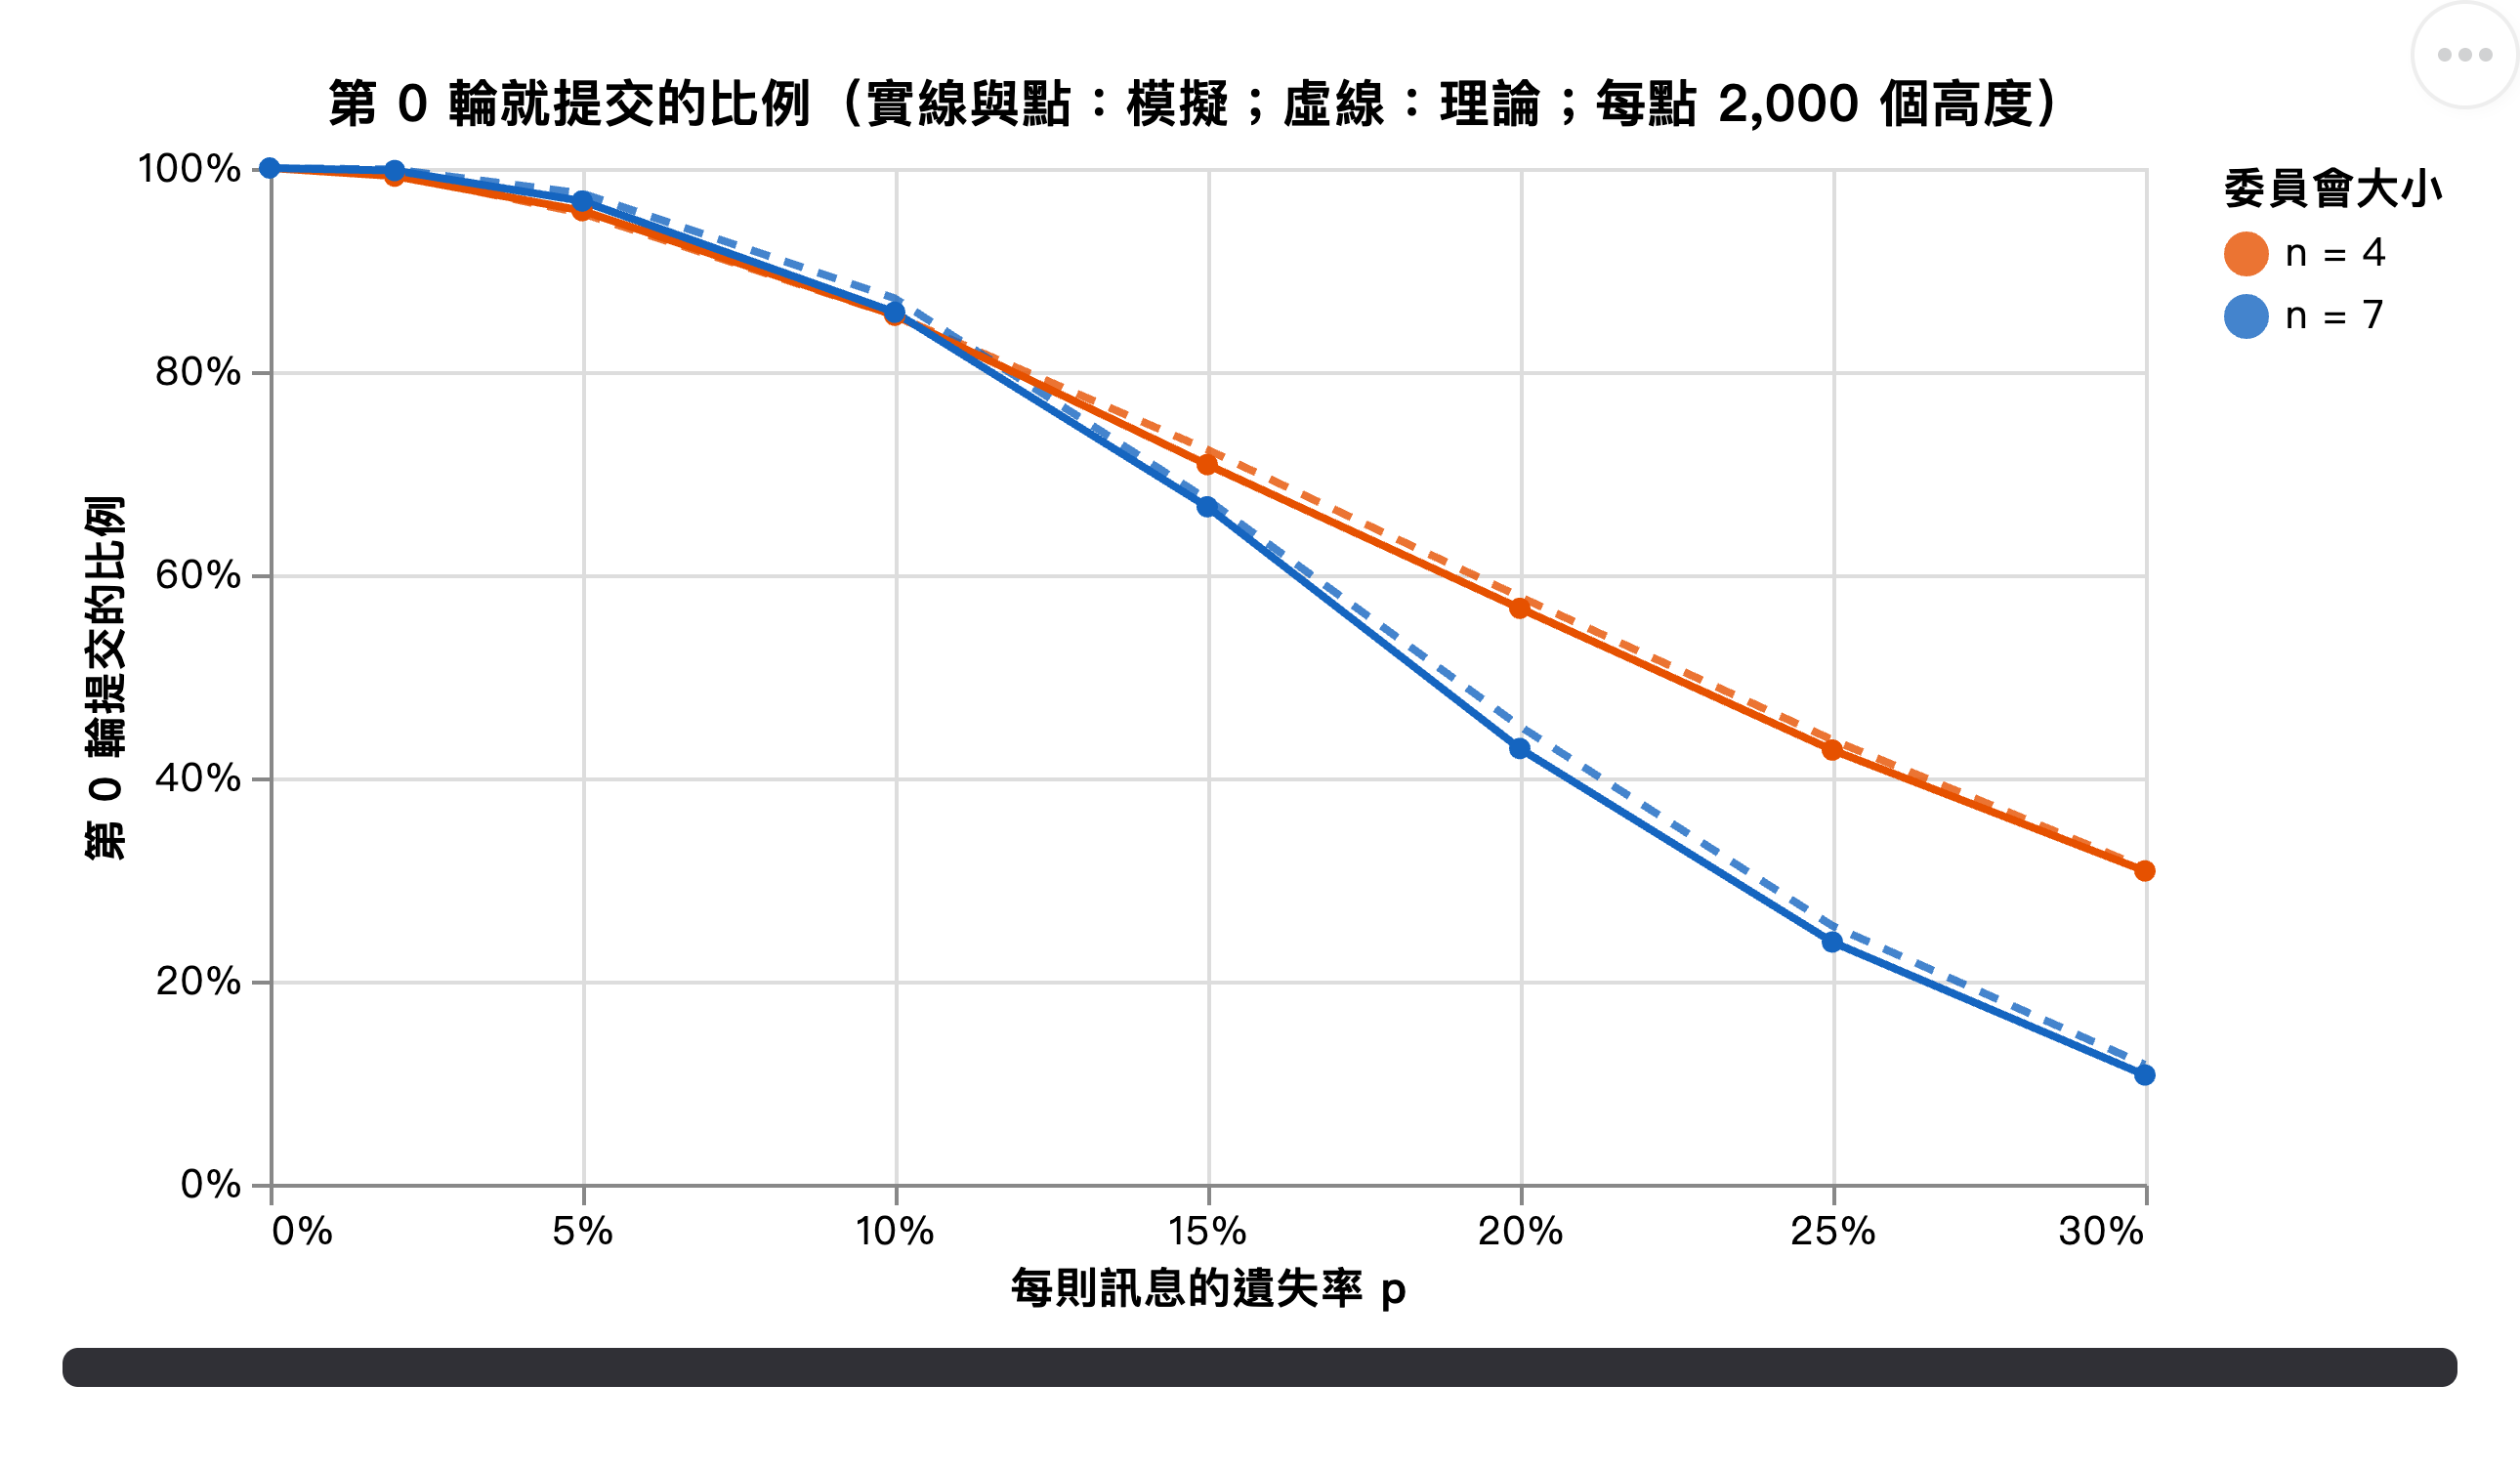 第 0 輪就提交的比例（實線與點：模擬；虛線：理論；每點 2,000 個高度）
委員會大小
n = 4
n = 7
第 0 輪提交的比例
100%
80%
60%
40%
20%
0%
0%
5%
10%
15%
20%
25%
30%
每則訊息的遺失率 p